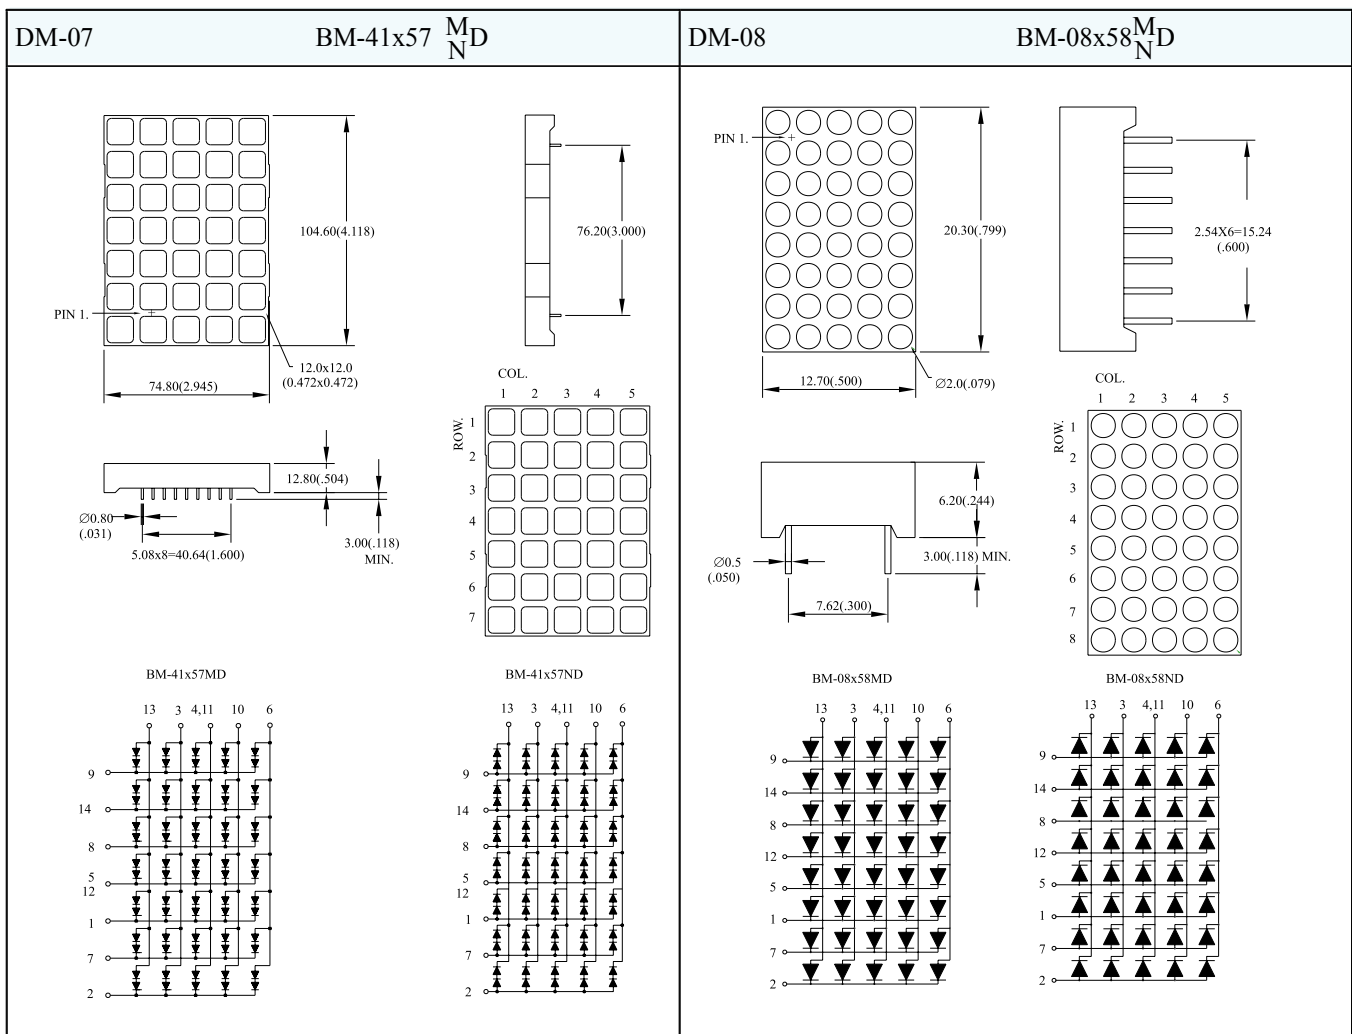 DM-07 BM-41x57 M/N D
DM-08 BM-08x58 M/N D
104.60(4.118)
76.20(3.000)
PIN 1.
12.0x12.0
(0.472x0.472)
74.80(2.945)
COL.
1 2 3 4 5
ROW.
1
2
3
4
5
6
7
12.80(.504)
Ø0.80
(.031)
5.08x8=40.64(1.600)
3.00(.118)
MIN.
BM-41x57MD
13 3 4,11 10 6
9
14
8
5
12
1
7
2
BM-41x57ND
13 3 4,11 10 6
9
14
8
5
12
1
7
2
PIN 1.
20.30(.799)
2.54X6=15.24
(.600)
12.70(.500)
Ø2.0(.079)
COL.
1 2 3 4 5
ROW.
1
2
3
4
5
6
7
8
6.20(.244)
Ø0.5
(.050)
3.00(.118) MIN.
7.62(.300)
BM-08x58MD
13 3 4,11 10 6
9
14
8
12
5
1
7
2
BM-08x58ND
13 3 4,11 10 6
9
14
8
12
5
1
7
2